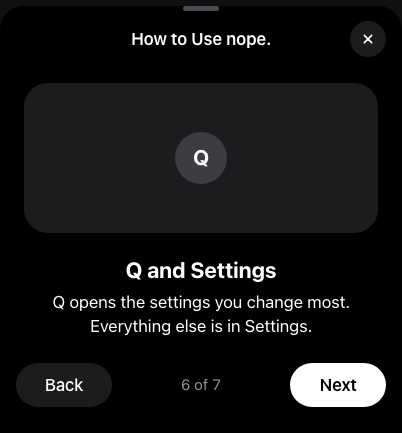 How to Use nope.
Q
Q and Settings
Q opens the settings you change most.
Everything else is in Settings.
Back
6 of 7
Next